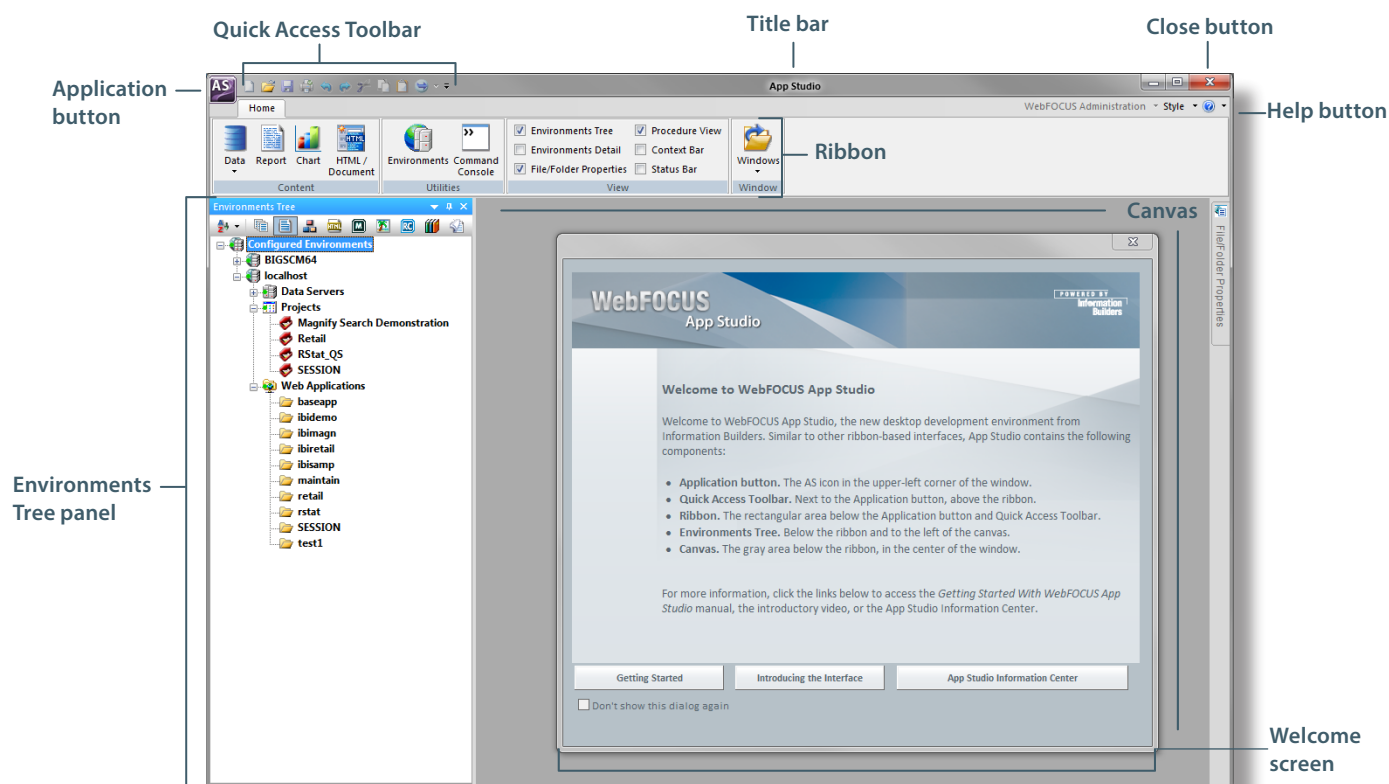 Quick Access Toolbar
Title bar
Close button
Application
button
AS
App Studio
Home
WebFOCUS Administration
Style
Help button
Data
Report
Chart
HTML /
Document
Environments
Command
Console
Environments Tree
Procedure View
Environments Detail
Context Bar
File/Folder Properties
Status Bar
Windows
Ribbon
Content
Utilities
View
Window
Environments Tree
Canvas
File/Folder Properties
Configured Environments
BIGSCM64
localhost
Data Servers
Projects
Magnify Search Demonstration
Retail
RStat_QS
SESSION
Web Applications
baseapp
ibidemo
ibimagn
ibiretail
ibisamp
maintain
retail
rstat
SESSION
test1
Environments
Tree panel
WebFOCUS
App Studio
POWERED BY
Information
Builders
Welcome to WebFOCUS App Studio
Welcome to WebFOCUS App Studio, the new desktop development environment from
Information Builders. Similar to other ribbon-based interfaces, App Studio contains the following
components:
• Application button. The AS icon in the upper-left corner of the window.
• Quick Access Toolbar. Next to the Application button, above the ribbon.
• Ribbon. The rectangular area below the Application button and Quick Access Toolbar.
• Environments Tree. Below the ribbon and to the left of the canvas.
• Canvas. The gray area below the ribbon, in the center of the window.
For more information, click the links below to access the Getting Started With WebFOCUS App
Studio manual, the introductory video, or the App Studio Information Center.
Getting Started
Introducing the Interface
App Studio Information Center
Don't show this dialog again
Welcome
screen